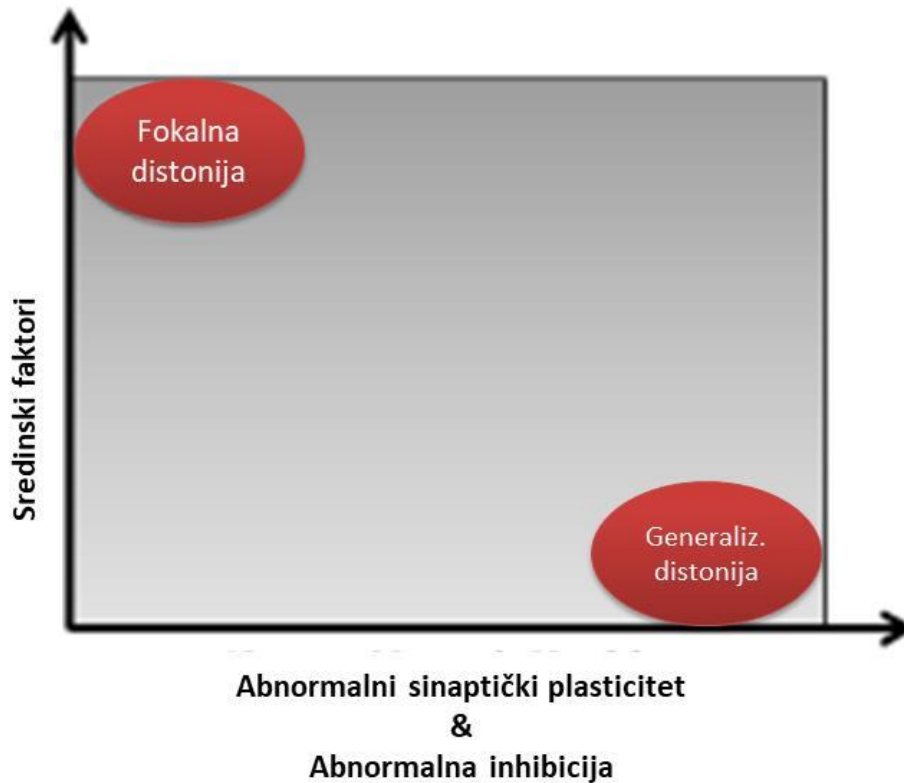 Fokalna
distonija
Sredinski faktori
Generaliz.
distonija
Abnormalni sinaptički plasticitet
&
Abnormalna inhibicija